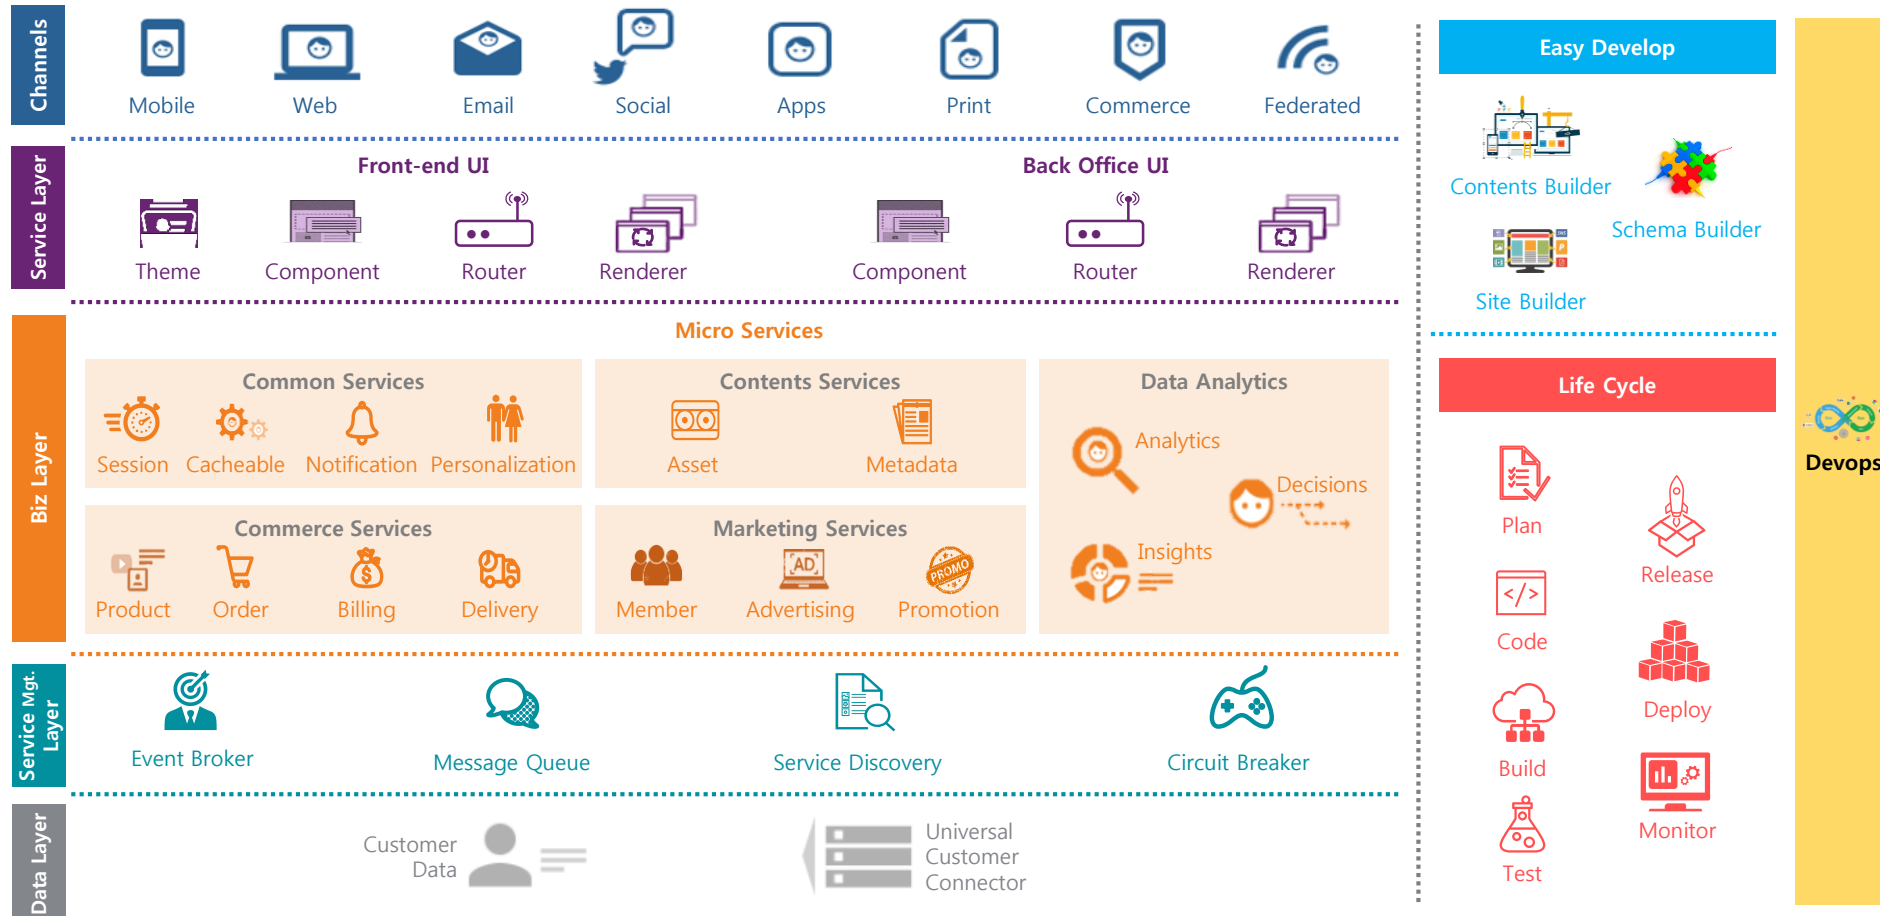 Channels
Mobile
Web
Email
Social
Apps
Print
Commerce
Federated
Service Layer
Front-end UI
Back Office UI
Theme
Component
Router
Renderer
Component
Router
Renderer
Biz Layer
Micro Services
Common Services
Session
Cacheable
Notification
Personalization
Contents Services
Asset
Metadata
Data Analytics
Analytics
Decisions
Insights
Commerce Services
Product
Order
Billing
Delivery
Marketing Services
AD
PROMO
Member
Advertising
Promotion
Service Mgt.
Layer
Event Broker
Message Queue
Service Discovery
Circuit Breaker
Data Layer
Customer
Data
Universal
Customer
Connector
Easy Develop
Contents Builder
Schema Builder
Site Builder
Life Cycle
Plan
Release
</>
Code
Deploy
Build
Monitor
Test
Devops